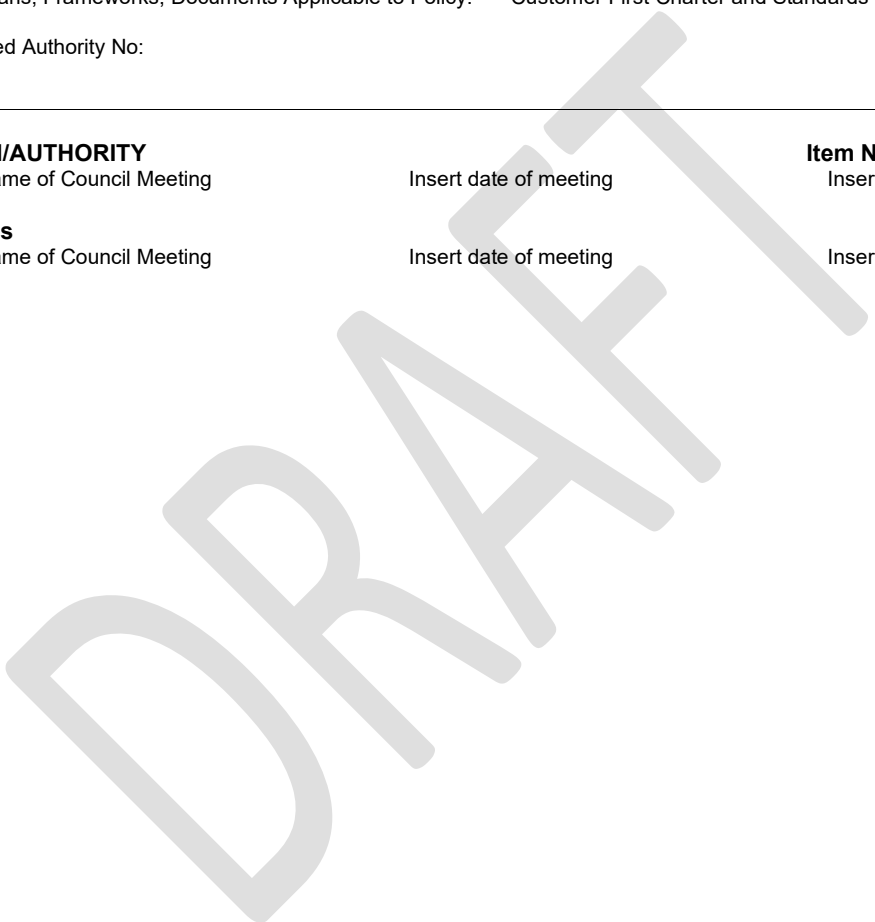 ans, Frameworks, Documents Applicable to Policy: Customer First Charter and Standards
ed Authority No:
/AUTHORITY Item N
ame of Council Meeting Insert date of meeting Inser
s
ame of Council Meeting Insert date of meeting Inser
DRAFT